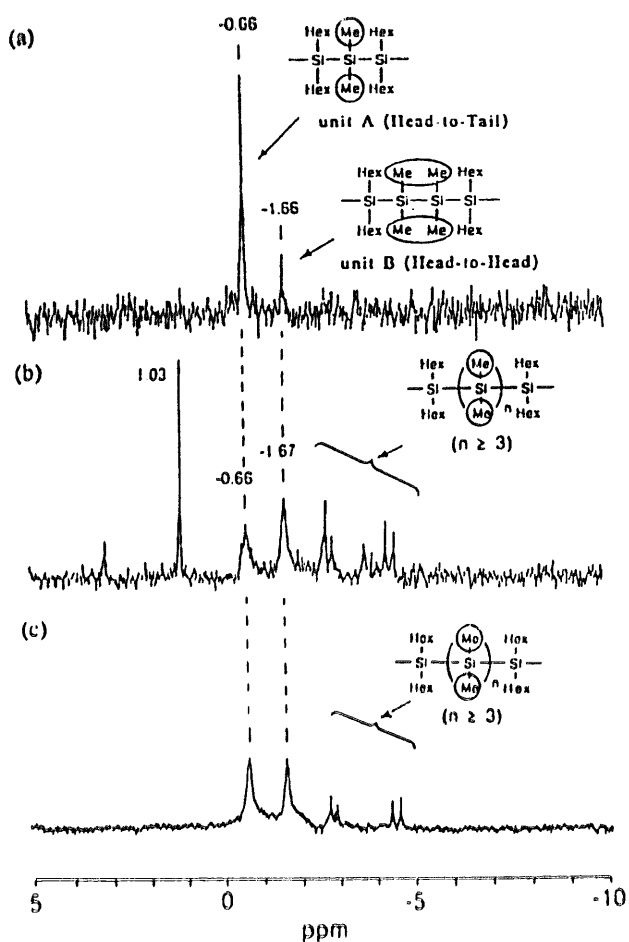 (a)
-0.66
Hex Me Hex
Si Si Si
Hex Me Hex
unit A (Head-to-Tail)
-1.66
Hex Me Me Hex
Si Si Si Si
Hex Me Me Hex
unit B (Head-to-Head)
(b)
1.03
-0.66
-1.67
Hex Me Hex
Si Si Si
Hex Me n Hex
(n ≥ 3)
(c)
Hex Me Hex
Si Si Si
Hex Me n Hex
(n ≥ 3)
5 0 -5 -10
ppm